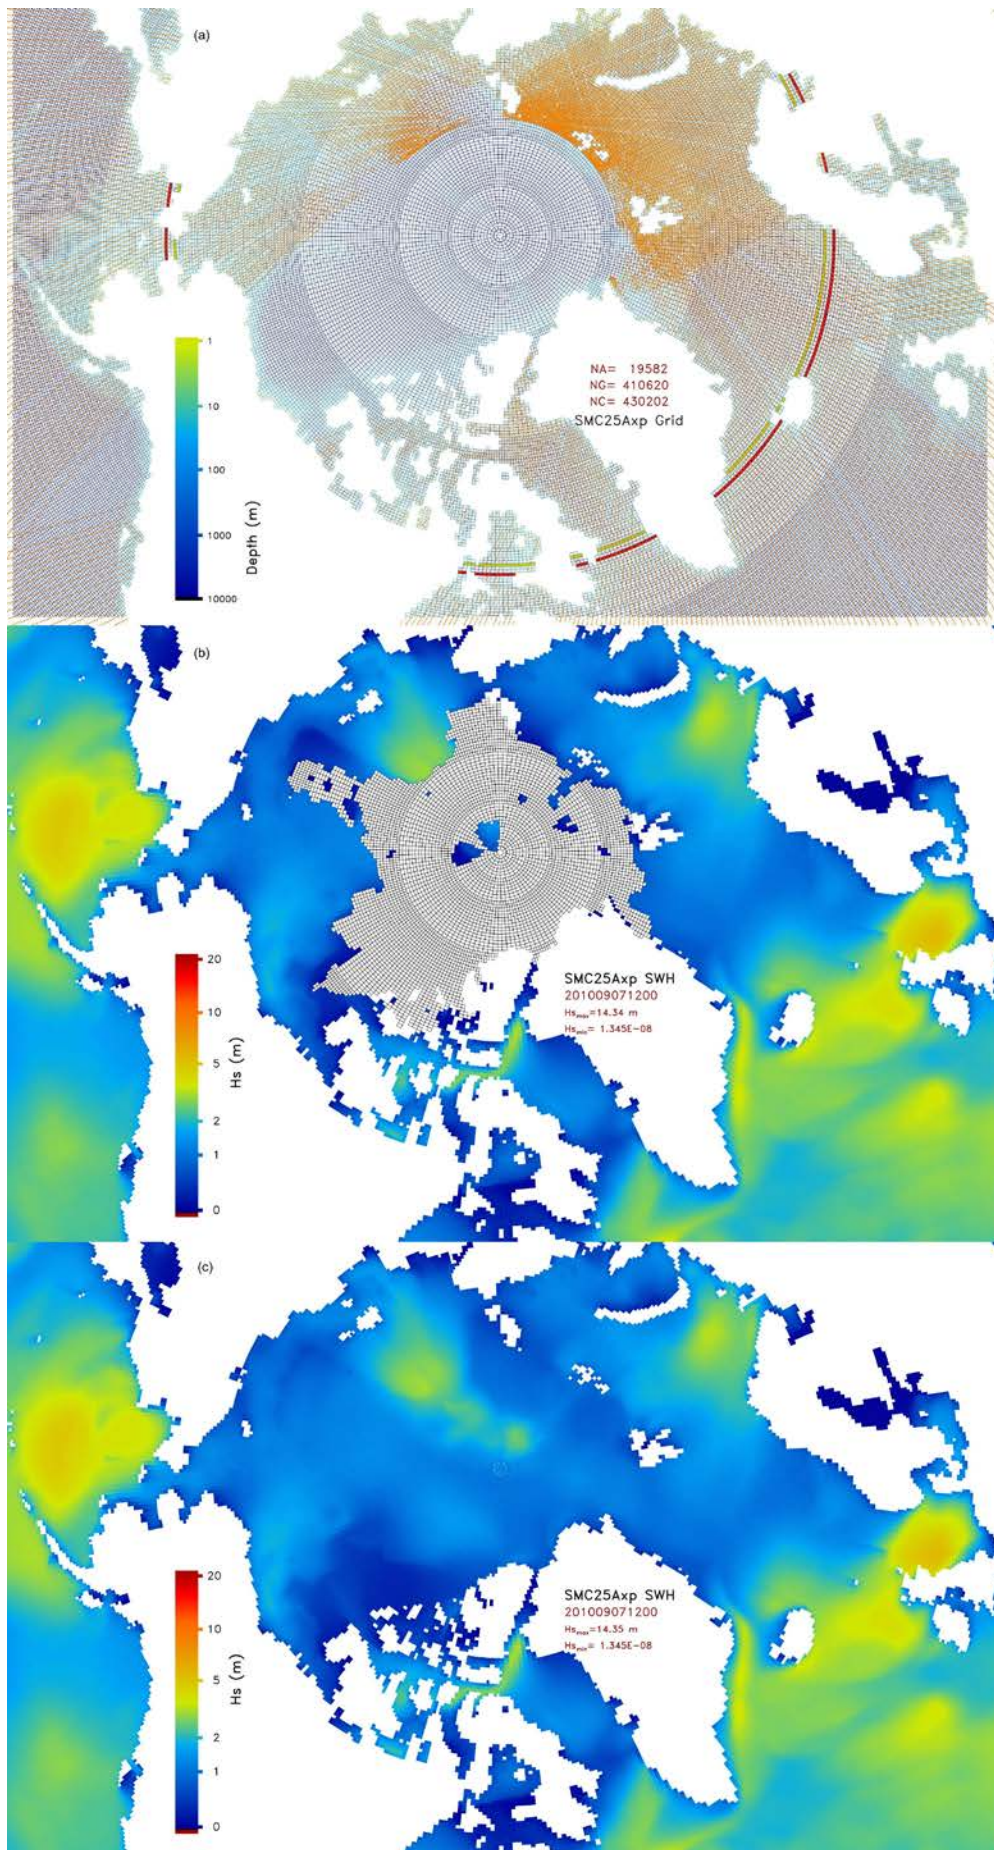 (a)
NA= 19582
NG= 410620
NC= 430202
SMC25Axp Grid
1
10
100
1000
10000
Depth (m)
(b)
SMC25Axp SWH
201009071200
Hsmax=14.34 m
Hsmin= 1.345E-08
20
10
5
2
1
0
Hs (m)
(c)
SMC25Axp SWH
201009071200
Hsmax=14.35 m
Hsmin= 1.345E-08
20
10
5
2
1
0
Hs (m)